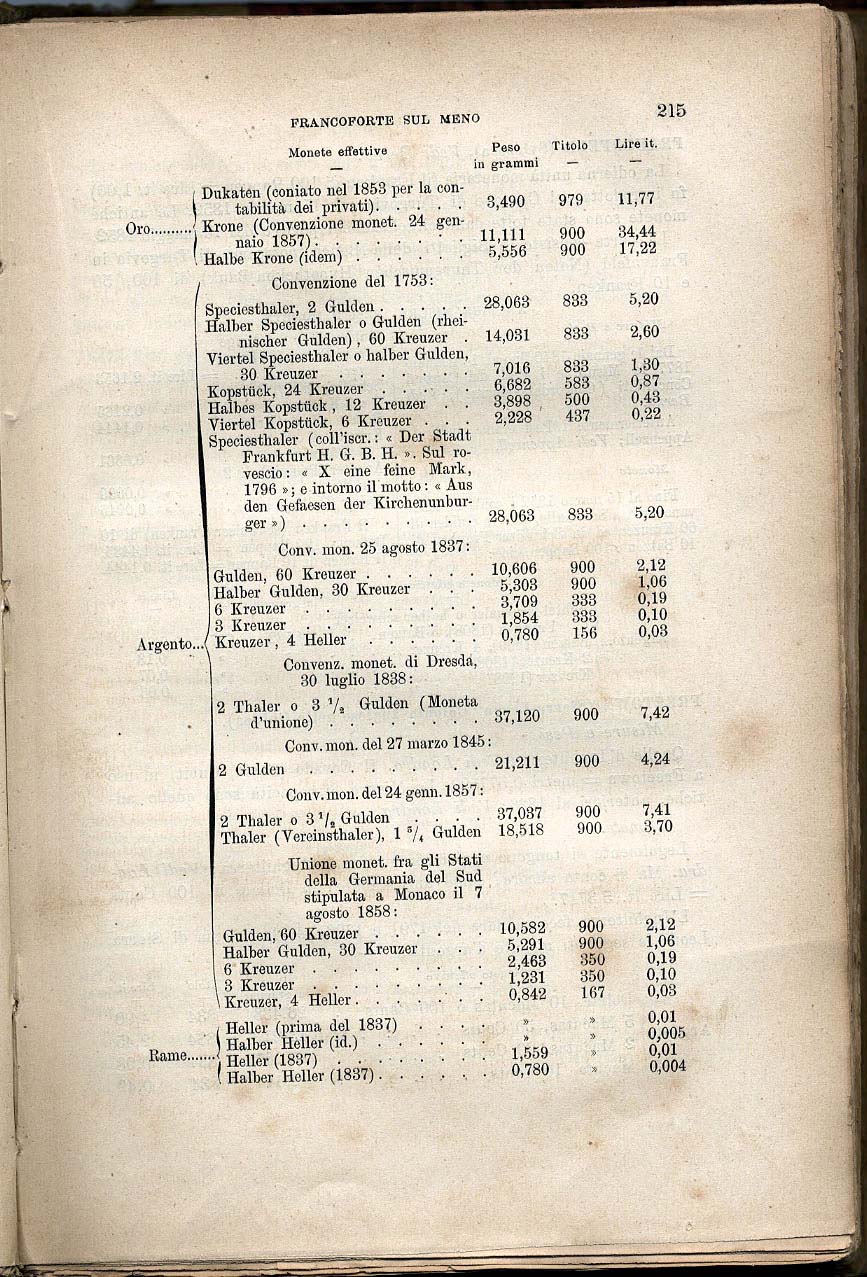 215
FRANCOFORTE SUL MENO
Monete effettive Peso in grammi Titolo Lire it.
Oro..........
Dukaten (coniato nel 1853 per la con-
tabilità dei privati). . . . . . 3,490 979 11,77
Krone (Convenzione monet. 24 gen-
naio 1857). . . . . . . . 11,111 900 34,44
Halbe Krone (idem) . . . . . . 5,556 900 17,22
Argento...
Convenzione del 1753:
Speciesthaler, 2 Gulden . . . . . 28,063 833 5,20
Halber Speciesthaler o Gulden (rhei-
nischer Gulden), 60 Kreuzer . 14,031 833 2,60
Viertel Speciesthaler o halber Gulden,
30 Kreuzer . . . . . . . 7,016 833 1,30
Kopstück, 24 Kreuzer . . . . . 6,682 583 0,87
Halbes Kopstück, 12 Kreuzer . . 3,898 500 0,43
Viertel Kopstück, 6 Kreuzer . . . 2,228 437 0,22
Speciesthaler (coll'iscr.: « Der Stadt
Frankfurt H. G. B. H. ». Sul ro-
vescio: « X eine feine Mark,
1796 »; e intorno il motto: « Aus
den Gefaesen der Kirchenunbur-
ger ») . . . . . . . . . 28,063 833 5,20
Conv. mon. 25 agosto 1837:
Gulden, 60 Kreuzer . . . . . . 10,606 900 2,12
Halber Gulden, 30 Kreuzer . . . 5,303 900 1,06
6 Kreuzer . . . . . . . . . 3,709 333 0,19
3 Kreuzer . . . . . . . . . 1,854 333 0,10
Kreuzer, 4 Heller . . . . . . 0,780 156 0,03
Convenz. monet. di Dresda,
30 luglio 1838:
2 Thaler o 3 1/2 Gulden (Moneta
d'unione) . . . . . . . . 37,120 900 7,42
Conv. mon. del 27 marzo 1845:
2 Gulden . . . . . . . . . 21,211 900 4,24
Conv. mon. del 24 genn. 1857:
2 Thaler o 3 1/2 Gulden . . . . 37,037 900 7,41
Thaler (Vereinsthaler), 1 3/4 Gulden 18,518 900 3,70
Unione monet. fra gli Stati
della Germania del Sud
stipulata a Monaco il 7
agosto 1858:
Gulden, 60 Kreuzer . . . . . . 10,582 900 2,12
Halber Gulden, 30 Kreuzer . . . 5,291 900 1,06
6 Kreuzer . . . . . . . . . 2,463 350 0,19
3 Kreuzer . . . . . . . . . 1,231 350 0,10
Kreuzer, 4 Heller . . . . . . . 0,842 167 0,03
Rame.......
Heller (prima del 1837) . . . . » » 0,01
Halber Heller (id.) . . . . . . » » 0,005
Heller (1837) . . . . . . . . 1,559 » 0,01
Halber Heller (1837) . . . . . . 0,780 » 0,004